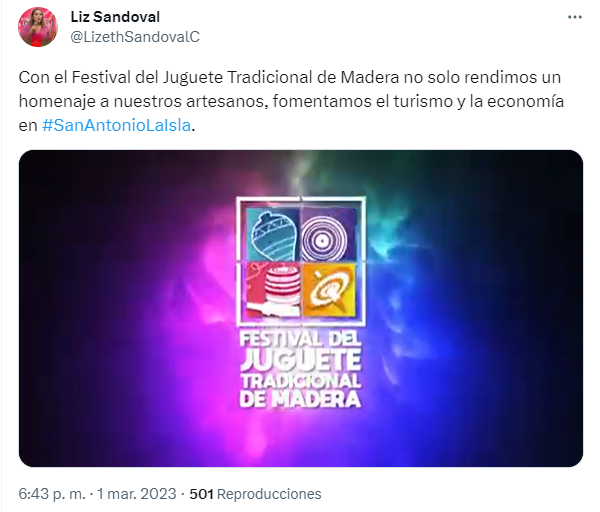 Liz Sandoval
@LizethSandovalC
Con el Festival del Juguete Tradicional de Madera no solo rendimos un
homenaje a nuestros artesanos, fomentamos el turismo y la economía
en #SanAntonioLaIsla.
FESTIVAL DEL
JUGUETE
TRADICIONAL
DE MADERA
6:43 p. m. · 1 mar. 2023 · 501 Reproducciones